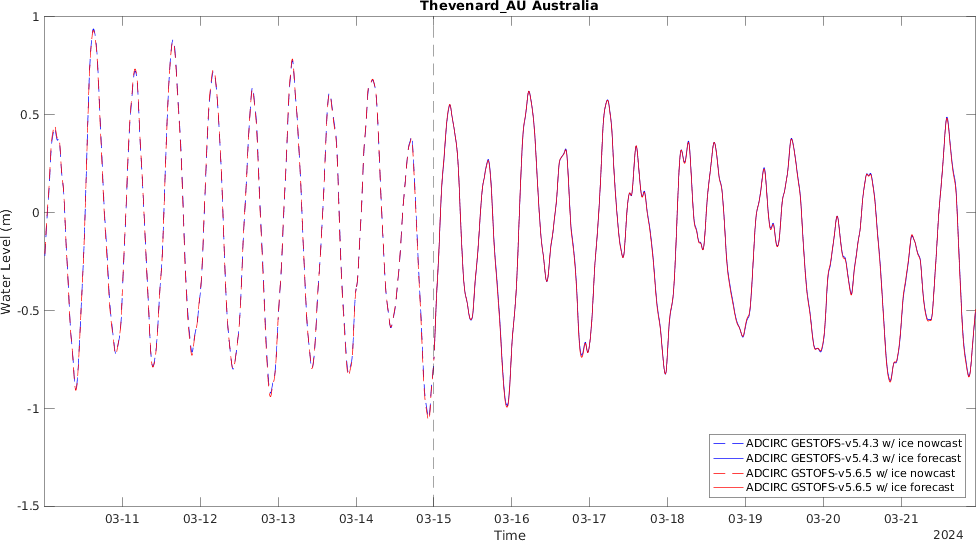 Thevenard_AU Australia
1
0.5
0
-0.5
-1
-1.5
Water Level (m)
ADCIRC GESTOFS-v5.4.3 w/ ice nowcast
ADCIRC GESTOFS-v5.4.3 w/ ice forecast
ADCIRC GSTOFS-v5.6.5 w/ ice nowcast
ADCIRC GSTOFS-v5.6.5 w/ ice forecast
03-11 03-12 03-13 03-14 03-15 03-16 03-17 03-18 03-19 03-20 03-21
Time
2024